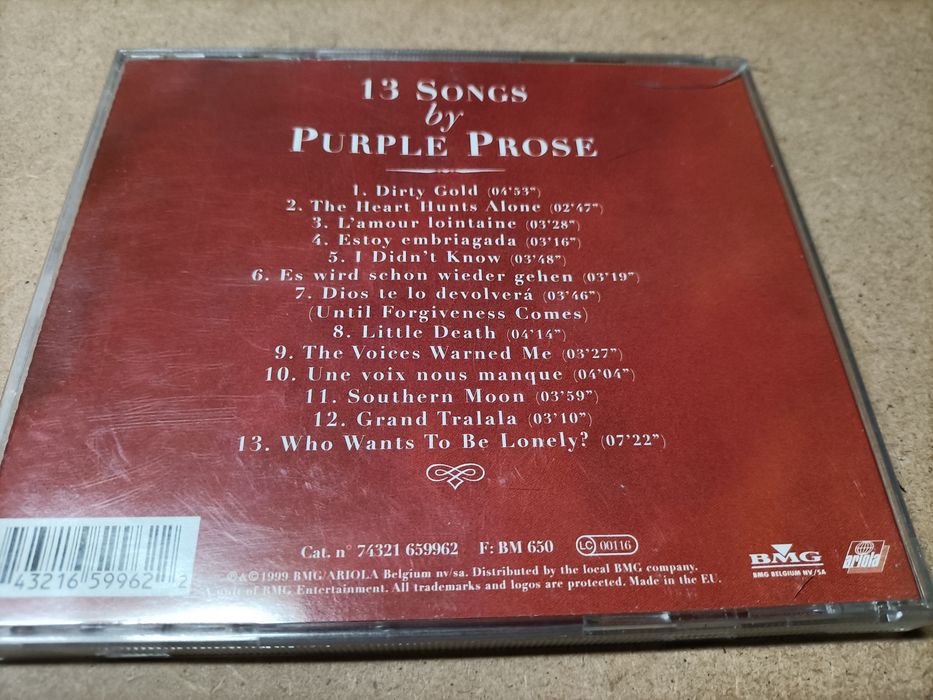 13 SONGS
by
PURPLE PROSE
1. Dirty Gold (04'53")
2. The Heart Hunts Alone (02'47")
3. L'amour lointaine (03'28")
4. Estoy embriagada (03'16")
5. I Didn't Know (03'48")
6. Es wird schon wieder gehen (03'19")
7. Dios te lo devolverá (03'46")
(Until Forgiveness Comes)
8. Little Death (04'14")
9. The Voices Warned Me (03'27")
10. Une voix nous manque (04'04")
11. Southern Moon (03'59")
12. Grand Tralala (03'10")
13. Who Wants To Be Lonely? (07'22")
Cat. n° 74321 659962 F: BM 650 LC 00116
43216 59962 2
℗&©1999 BMG/ARIOLA Belgium nv/sa. Distributed by the local BMG company.
A unit of BMG Entertainment. All trademarks and logos are protected. Made in the EU.
BMG
BMG BELGIUM NV/SA
ariola